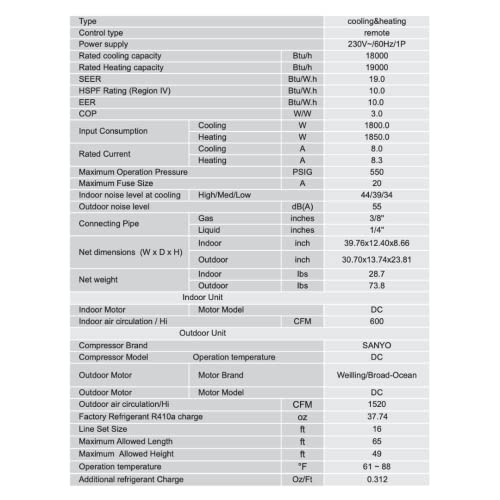 Type cooling&heating
Control type remote
Power supply 230V~/60Hz/1P
Rated cooling capacity Btu/h 18000
Rated Heating capacity Btu/h 19000
SEER Btu/W.h 19.0
HSPF Rating (Region IV) Btu/W.h 10.0
EER Btu/W.h 10.0
COP W/W 3.0
Input Consumption Cooling W 1800.0
Heating W 1850.0
Rated Current Cooling A 8.0
Heating A 8.3
Maximum Operation Pressure PSIG 550
Maximum Fuse Size A 20
Indoor noise level at cooling High/Med/Low 44/39/34
Outdoor noise level dB(A) 55
Connecting Pipe Gas inches 3/8"
Liquid inches 1/4"
Net dimensions (W x D x H) Indoor inch 39.76x12.40x8.66
Outdoor inch 30.70x13.74x23.81
Net weight Indoor lbs 28.7
Outdoor lbs 73.8
Indoor Unit
Indoor Motor Motor Model DC
Indoor air circulation / Hi CFM 600
Outdoor Unit
Compressor Brand SANYO
Compressor Model Operation temperature DC
Outdoor Motor Motor Brand Weilling/Broad-Ocean
Outdoor Motor Motor Model DC
Outdoor air circulation/Hi CFM 1520
Factory Refrigerant R410a charge oz 37.74
Line Set Size ft 16
Maximum Allowed Length ft 65
Maximum Allowed Height ft 49
Operation temperature °F 61 ~ 88
Additional refrigerant Charge Oz/Ft 0.312